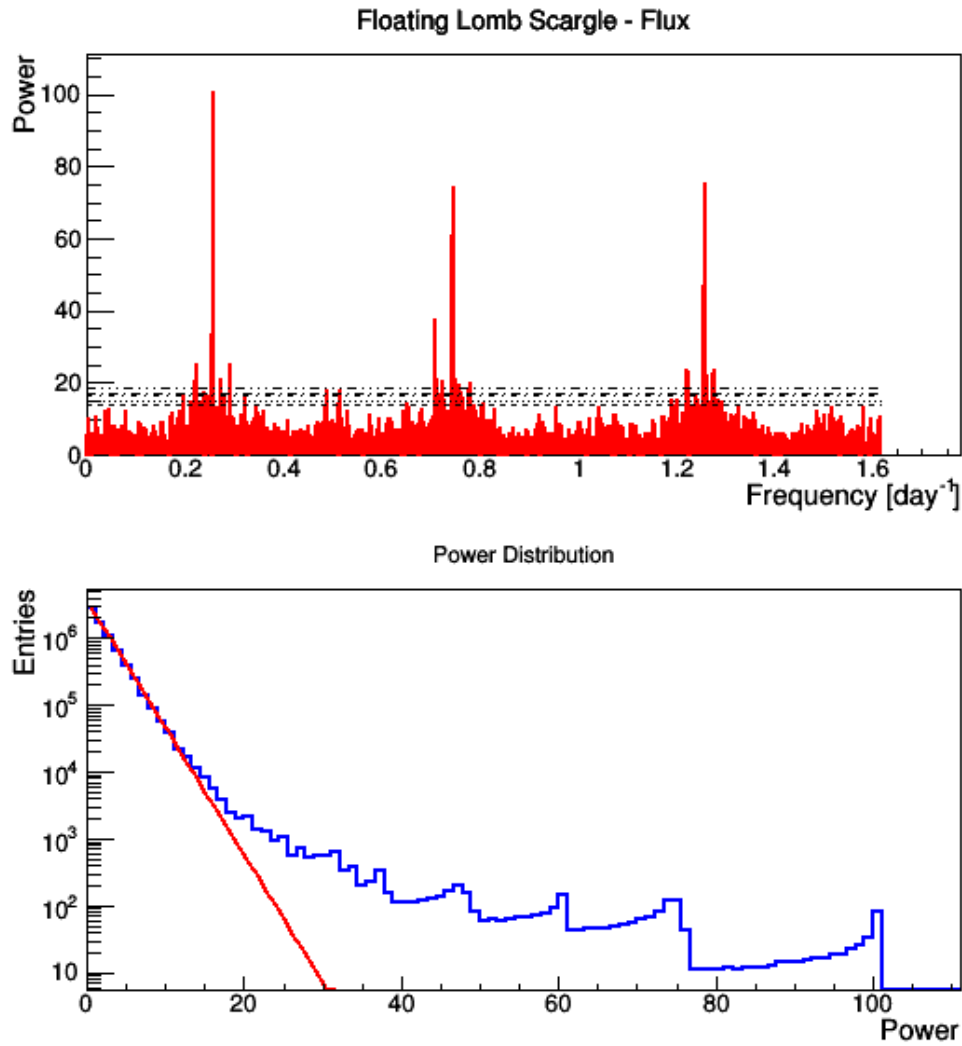 Floating Lomb Scargle - Flux
Power
100
80
60
40
20
0
0 0.2 0.4 0.6 0.8 1 1.2 1.4 1.6
Frequency [day⁻¹]
Power Distribution
Entries
10⁶
10⁵
10⁴
10³
10²
10
0 20 40 60 80 100
Power